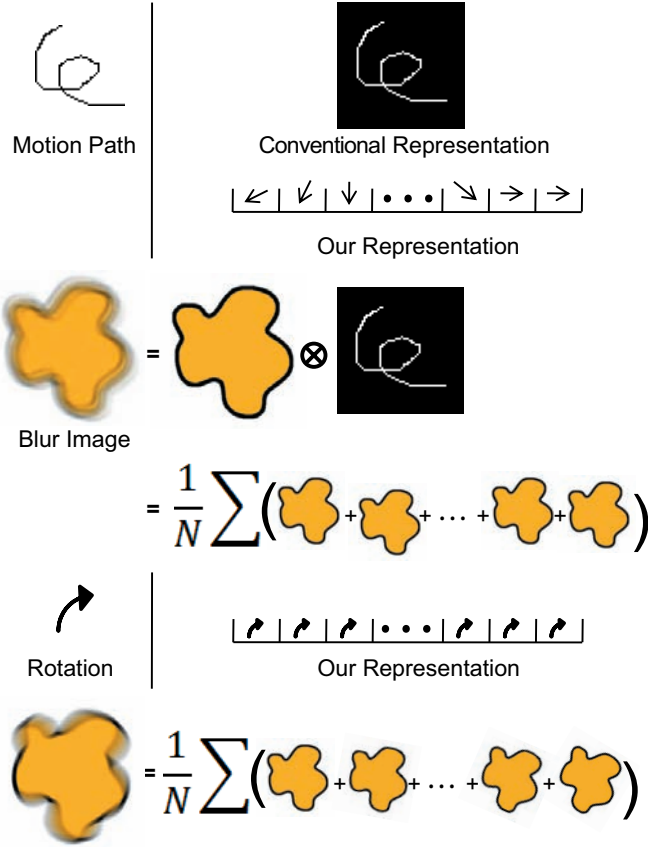 Motion Path
Conventional Representation
Our Representation
=
⊗
Blur Image
= 1/N ∑ ( + + ··· + + )
Rotation
Our Representation
= 1/N ∑ ( + + ··· + + )